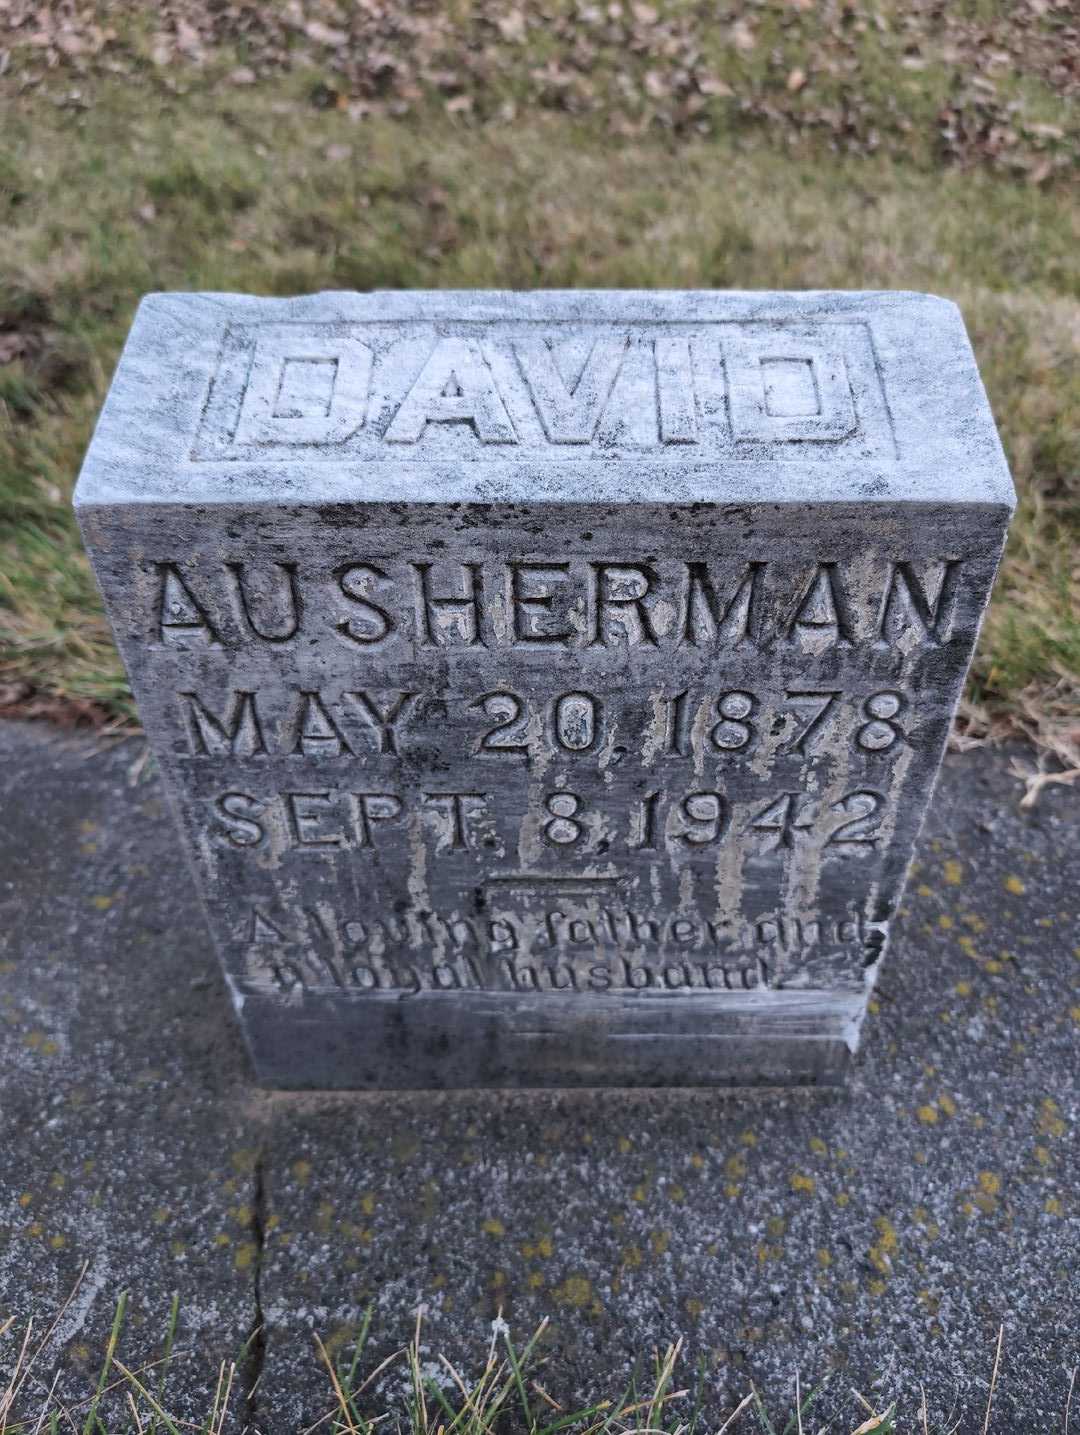 DAVID
AUSHERMAN
MAY 20, 1878
SEPT. 8, 1942
A loving father and
a loyal husband.